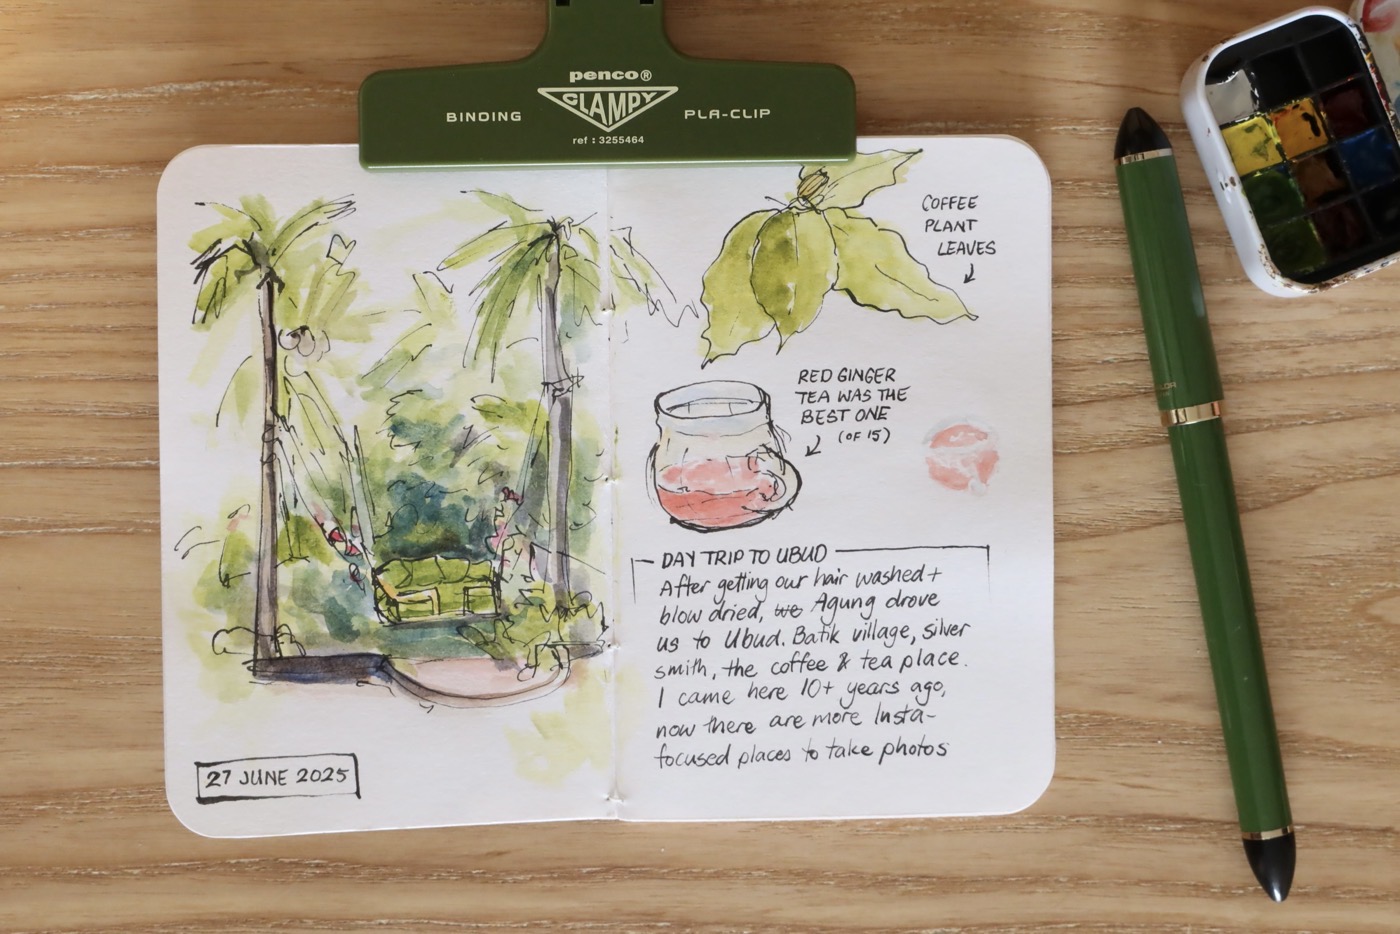 penco®
CLAMPY
BINDING
PLA-CLIP
ref : 3255464
COFFEE
PLANT
LEAVES
RED GINGER
TEA WAS THE
BEST ONE
(OF 15)
DAY TRIP TO UBUD
After getting our hair washed +
blow dried, we Agung drove
us to Ubud. Batik village, silver
smith, the coffee & tea place.
I came here 10+ years ago,
now there are more Insta-
focused places to take photos
27 JUNE 2025